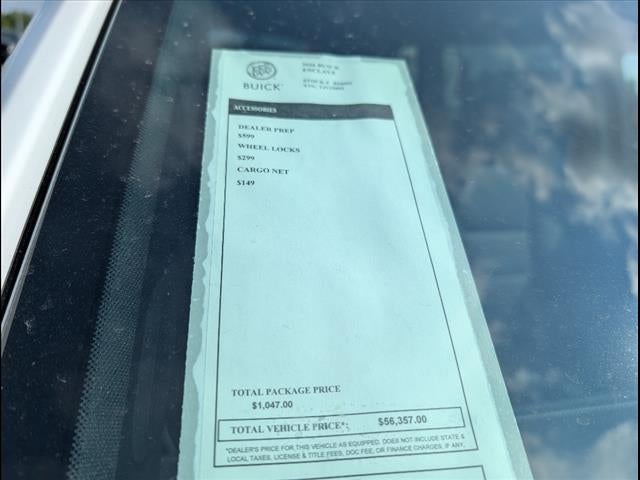 BUICK
ENCLAVE
ACCESSORIES
DEALER PREP
$599
WHEEL LOCKS
$299
CARGO NET
$149
TOTAL PACKAGE PRICE
$1,047.00
TOTAL VEHICLE PRICE*: $56,357.00
*DEALER'S PRICE FOR THIS VEHICLE AS EQUIPPED. DOES NOT INCLUDE STATE &
LOCAL TAXES, LICENSE & TITLE FEES, DOC FEE, OR FINANCE CHARGES, IF ANY,